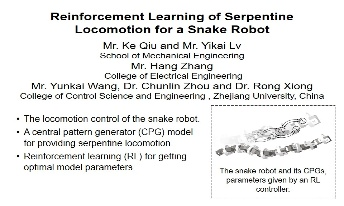 Reinforcement Learning of Serpentine
Locomotion for a Snake Robot
Mr. Ke Qiu and Mr. Yikai Lv
School of Mechanical Engineering
Mr. Hang Zhang
College of Electrical Engineering
Mr. Yunkai Wang, Dr. Chunlin Zhou and Dr. Rong Xiong
College of Control Science and Engineering , Zhejiang University, China
• The locomotion control of the snake robot.
• A central pattern generator (CPG) model
for providing serpentine locomotion
• Reinforcement learning (RL) for getting
optimal model parameters
The snake robot and its CPGs,
parameters given by an RL
controller.